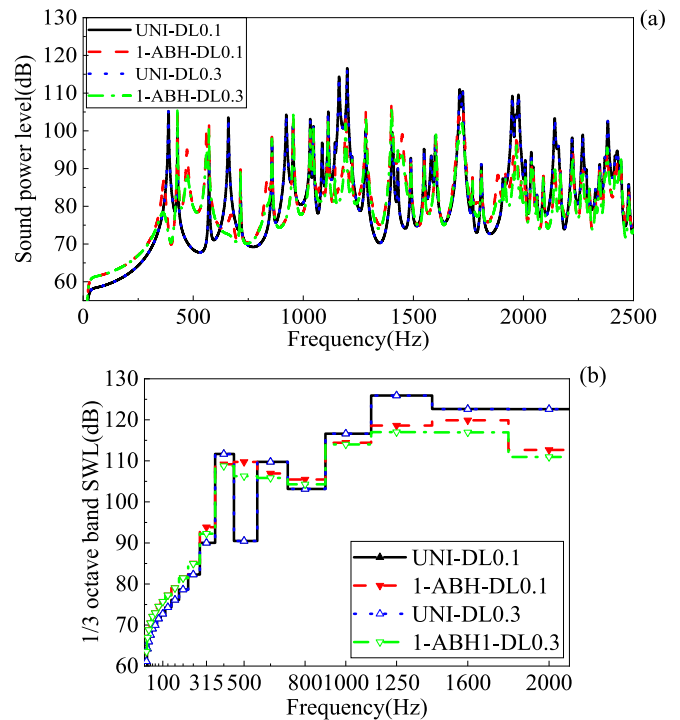 (a)
130
120
110
100
90
80
70
60
Sound power level(dB)
UNI-DL0.1
1-ABH-DL0.1
UNI-DL0.3
1-ABH-DL0.3
0 500 1000 1500 2000 2500
Frequency(Hz)
(b)
130
120
110
100
90
80
70
60
1/3 octave band SWL(dB)
UNI-DL0.1
1-ABH-DL0.1
UNI-DL0.3
1-ABH1-DL0.3
100 315 500 800 1000 1250 1600 2000
Frequency(Hz)